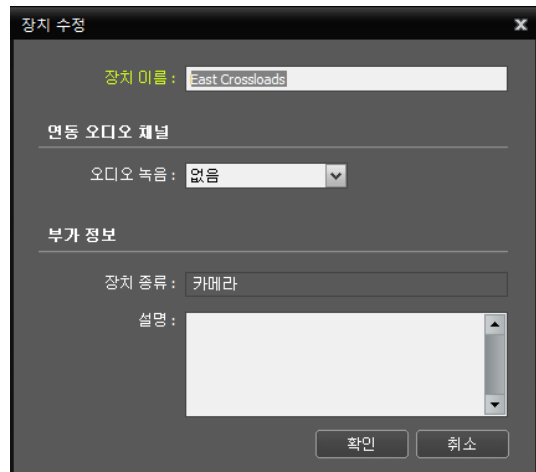 장치 수정 x
장치 이름 : East Crossloads
연동 오디오 채널
오디오 녹음 : 없음
부가 정보
장치 종류 : 카메라
설명 :
확인 취소